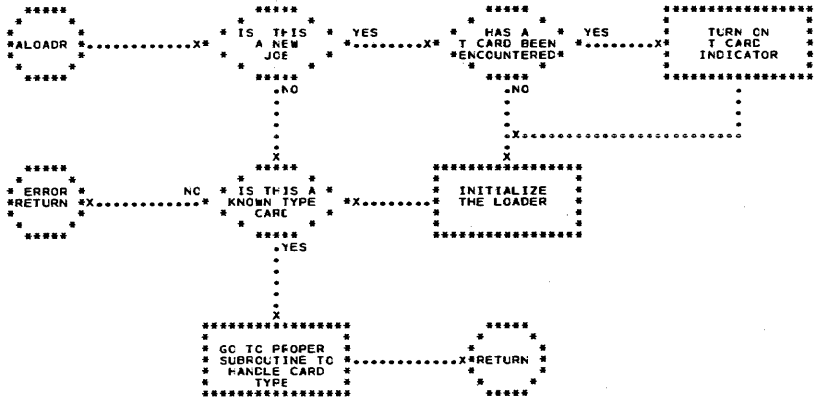 ALOADR
IS THIS
A NEW
JOB
YES
HAS A
T CARD BEEN
ENCOUNTERED
YES
TURN ON
T CARD
INDICATOR
NO
NO
ERROR
RETURN
NO
IS THIS A
KNOWN TYPE
CARD
INITIALIZE
THE LOADER
YES
GO TO PROPER
SUBROUTINE TO
HANDLE CARD
TYPE
RETURN